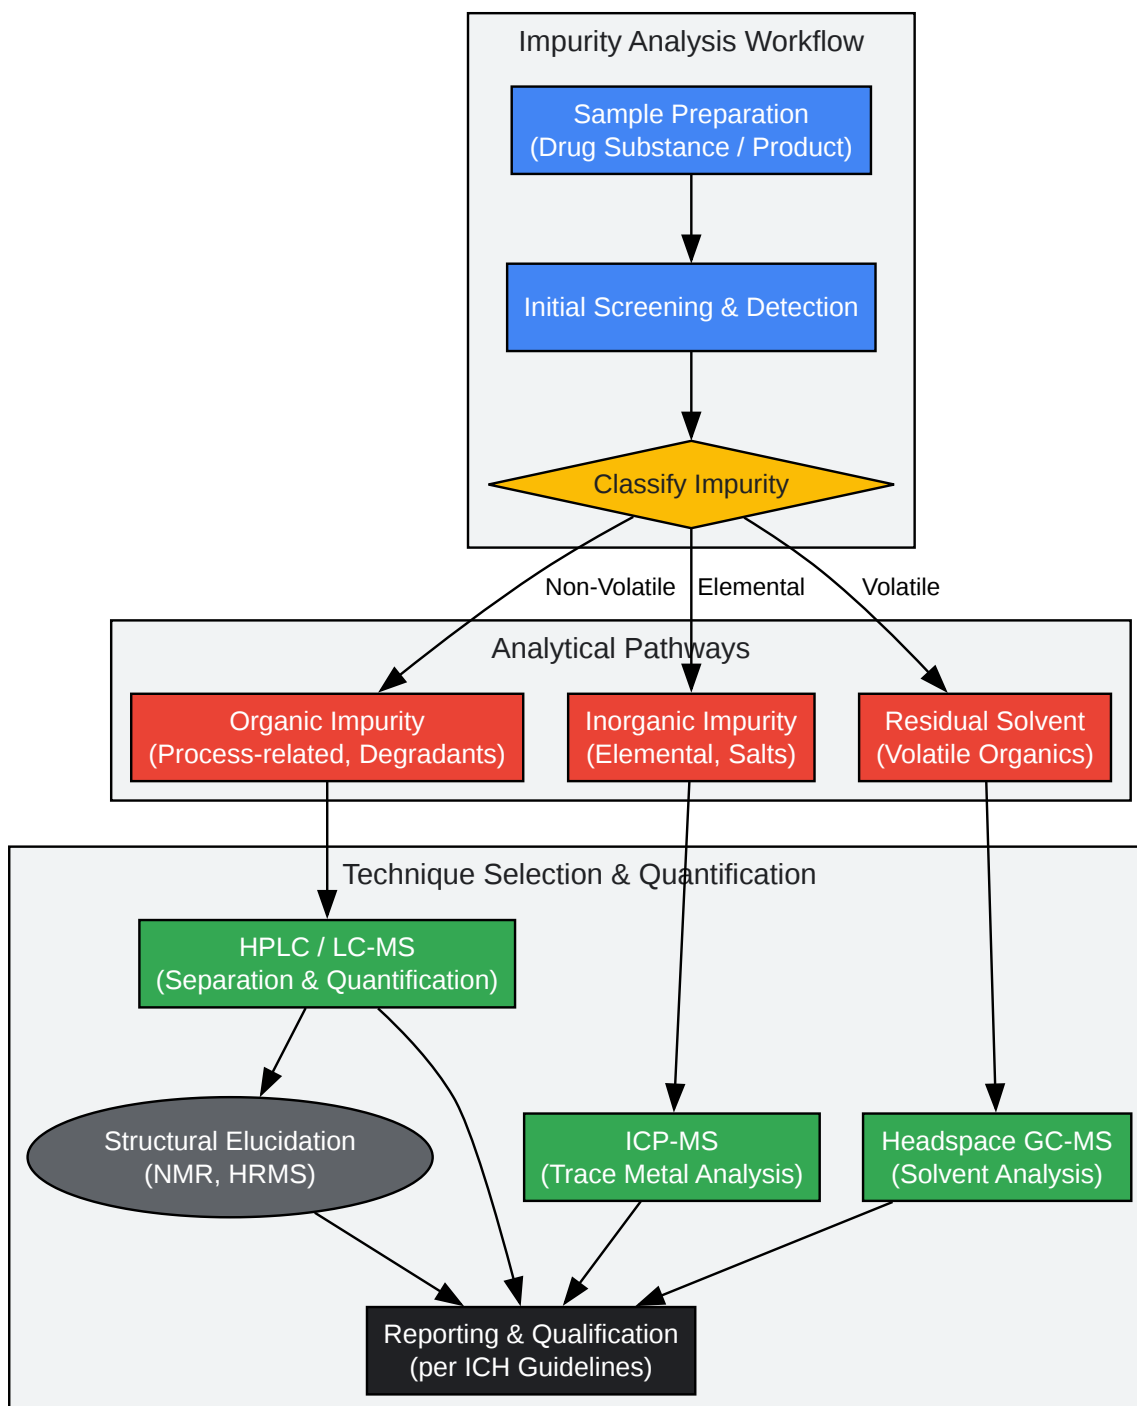 Impurity Analysis Workflow
Sample Preparation
(Drug Substance / Product)
Initial Screening & Detection
Classify Impurity
Non-Volatile
Elemental
Volatile
Analytical Pathways
Organic Impurity
(Process-related, Degradants)
Inorganic Impurity
(Elemental, Salts)
Residual Solvent
(Volatile Organics)
Technique Selection & Quantification
HPLC / LC-MS
(Separation & Quantification)
Structural Elucidation
(NMR, HRMS)
ICP-MS
(Trace Metal Analysis)
Headspace GC-MS
(Solvent Analysis)
Reporting & Qualification
(per ICH Guidelines)